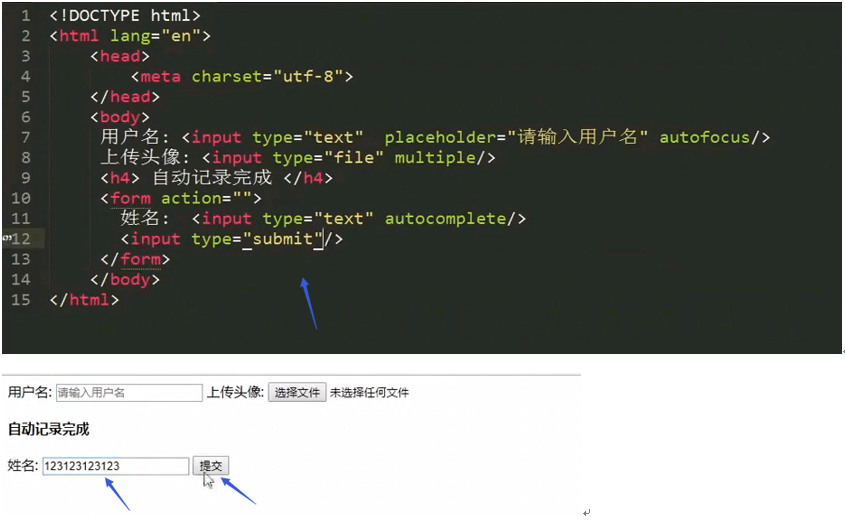 1 <!DOCTYPE html>
2 <html lang="en">
3 <head>
4 <meta charset="utf-8">
5 </head>
6 <body>
7 用户名: <input type="text"  placeholder="请输入用户名" autofocus/>
8 上传头像: <input type="file" multiple/>
9 <h4> 自动记录完成 </h4>
10 <form action="">
11 姓名:  <input type="text" autocomplete/>
12 <input type="submit"/>
13 </form>
14 </body>
15 </html>
用户名: 请输入用户名 上传头像: 选择文件 未选择任何文件
自动记录完成
姓名: 123123123123 提交